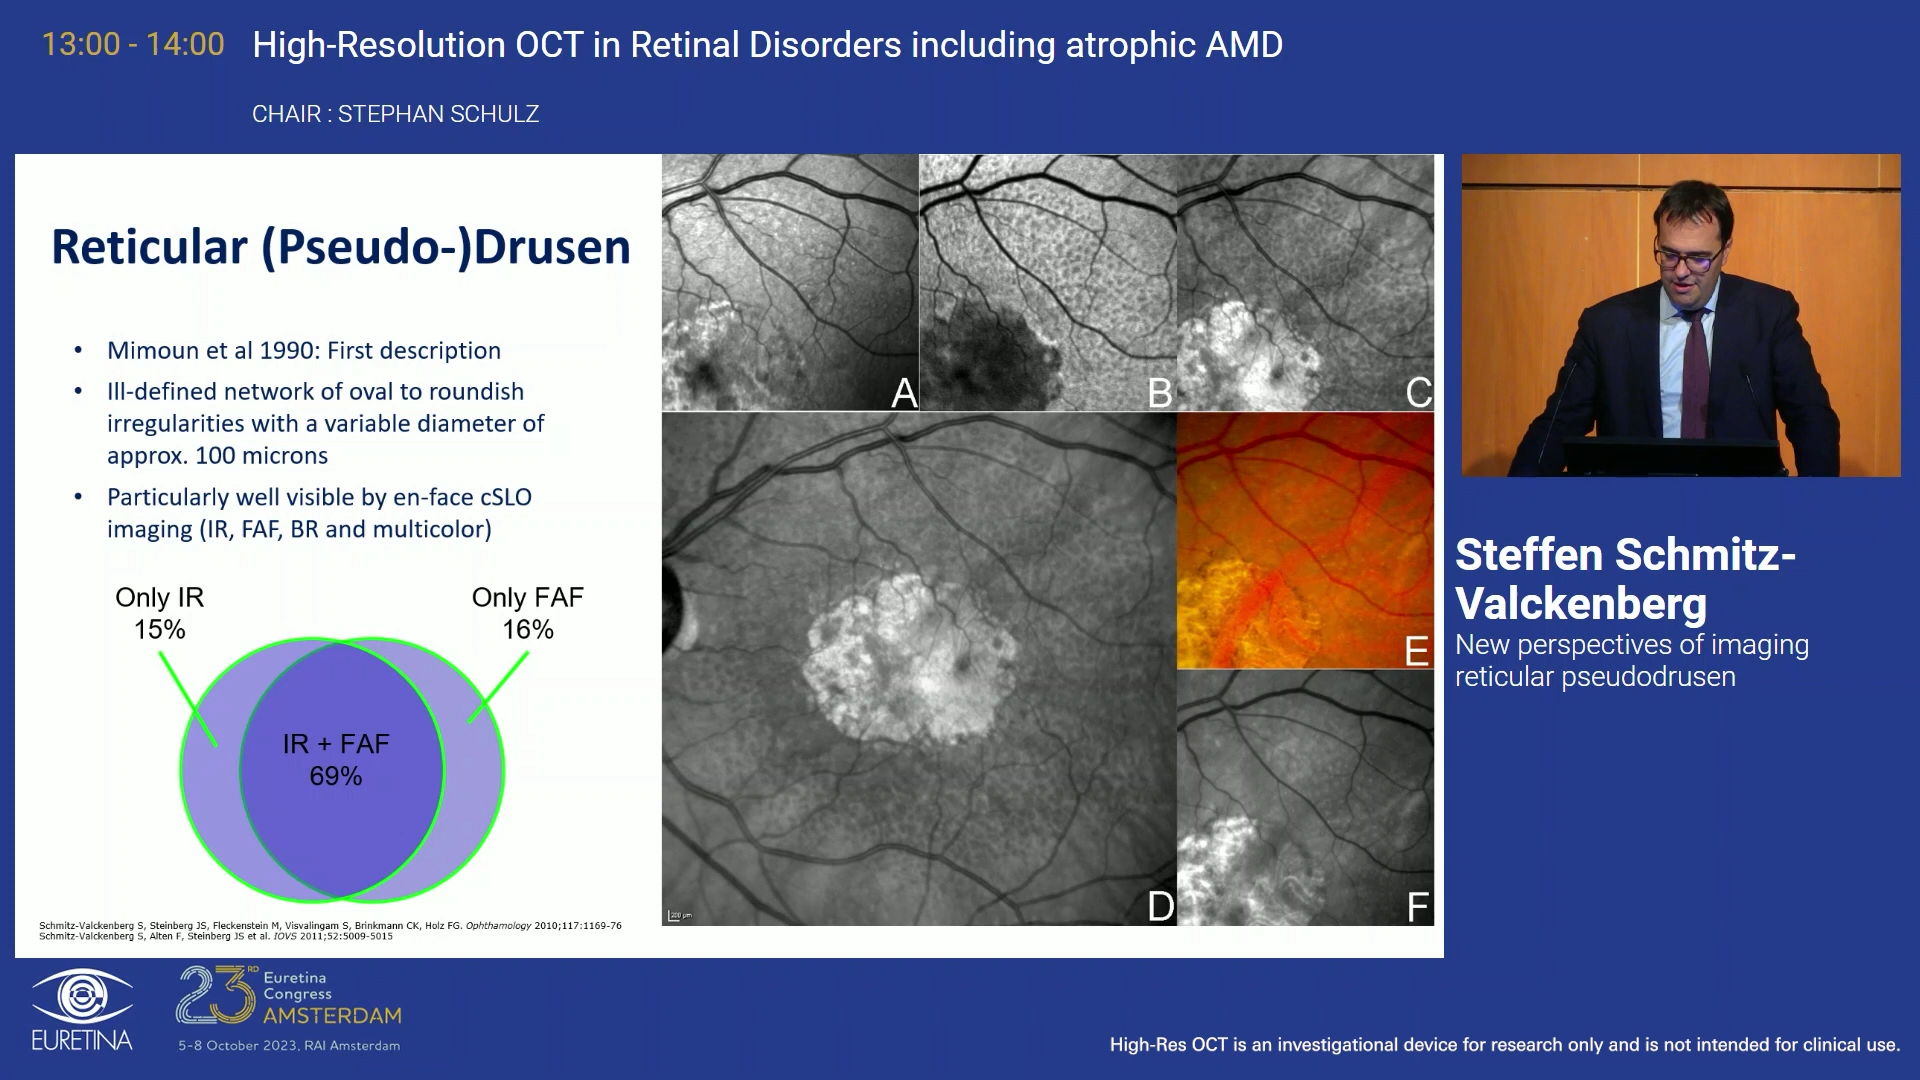 13:00 - 14:00 High-Resolution OCT in Retinal Disorders including atrophic AMD
CHAIR : STEPHAN SCHULZ
Reticular (Pseudo-)Drusen
• Mimoun et al 1990: First description
• Ill-defined network of oval to roundish
irregularities with a variable diameter of
approx. 100 microns
• Particularly well visible by en-face cSLO
imaging (IR, FAF, BR and multicolor)
Only IR
15%
Only FAF
16%
IR + FAF
69%
Schmitz-Valckenberg S, Steinberg JS, Fleckenstein M, Visvalingam S, Brinkmann CK, Holz FG. Ophthamology 2010;117:1169-76
Schmitz-Valckenberg S, Alten F, Steinberg JS et al. IOVS 2011;52:5009-5015
A
B
C
D
E
F
200 µm
Steffen Schmitz-
Valckenberg
New perspectives of imaging
reticular pseudodrusen
EURETINA
23RD
Euretina
Congress
AMSTERDAM
5-8 October 2023, RAI Amsterdam
High-Res OCT is an investigational device for research only and is not intended for clinical use.